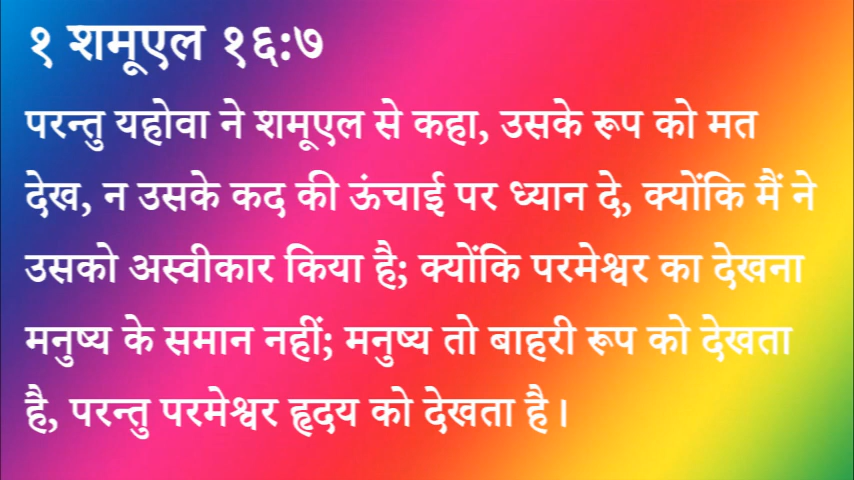 १ शमूएल १६:७
परन्तु यहोवा ने शमूएल से कहा, उसके रूप को मत
देख, न उसके कद की ऊंचाई पर ध्यान दे, क्योंकि मैं ने
उसको अस्वीकार किया है; क्योंकि परमेश्वर का देखना
मनुष्य के समान नहीं; मनुष्य तो बाहरी रूप को देखता
है, परन्तु परमेश्वर हृदय को देखता है।